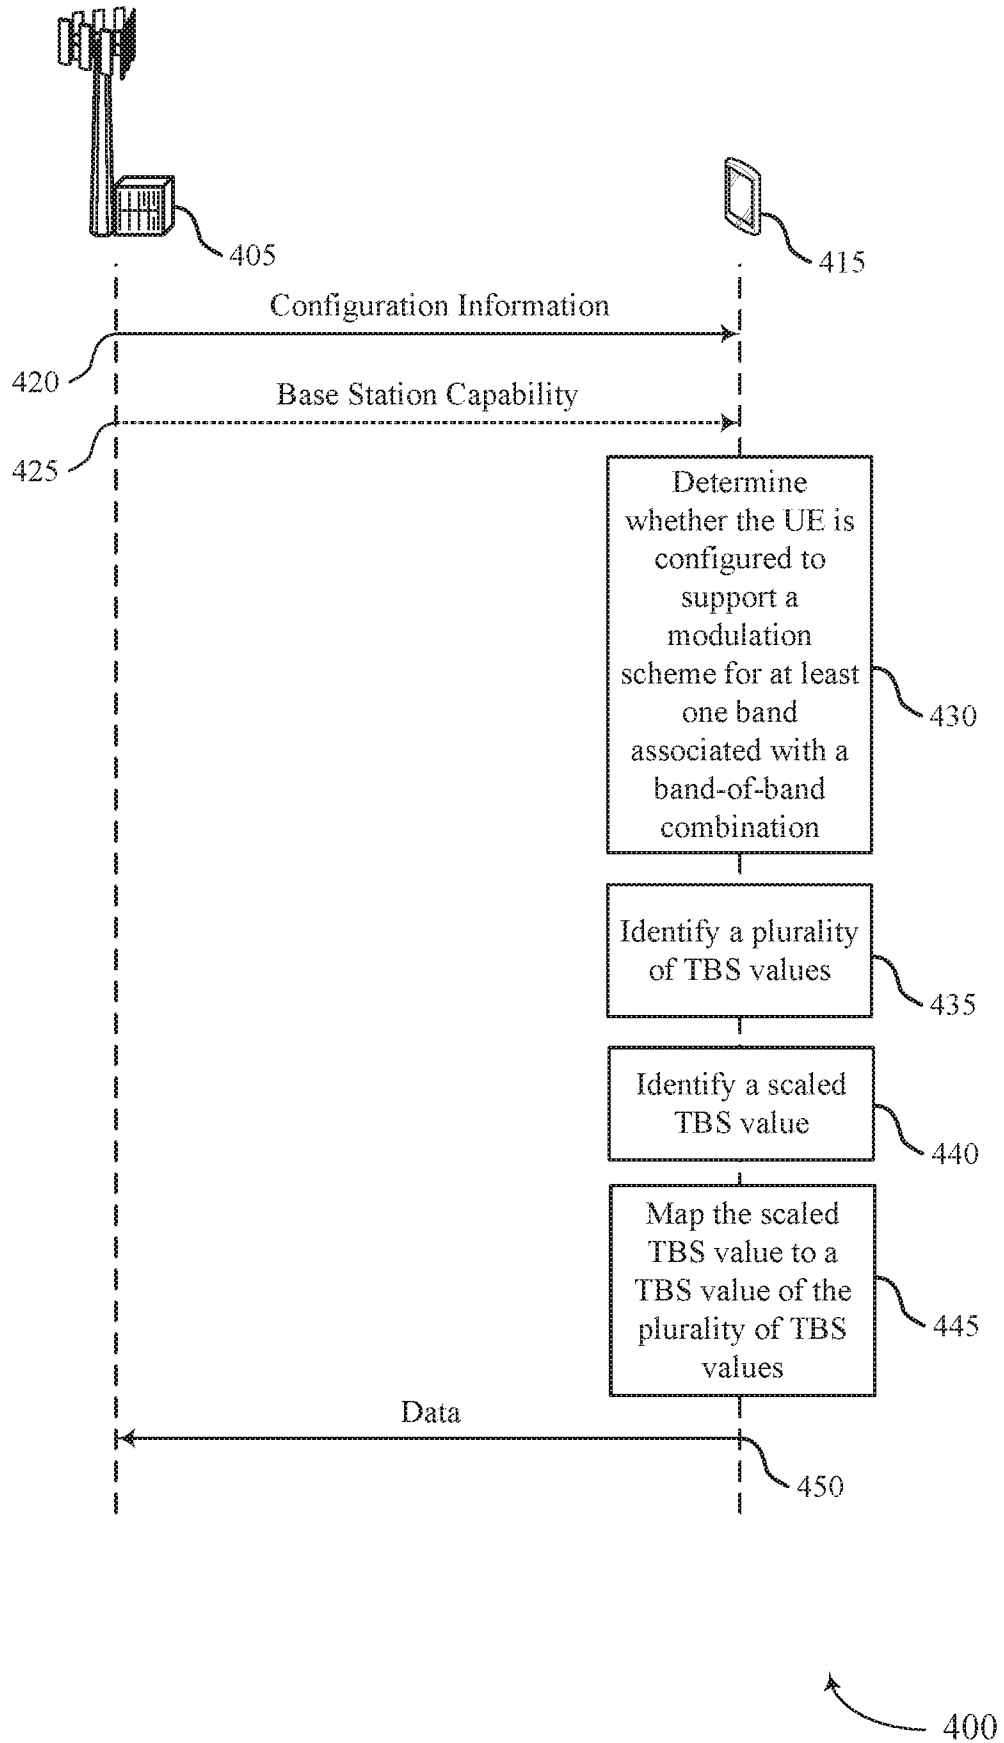 405
415
Configuration Information
420
Base Station Capability
425
Determine
whether the UE is
configured to
support a
modulation
scheme for at least
one band
associated with a
band-of-band
combination
430
Identify a plurality
of TBS values
435
Identify a scaled
TBS value
440
Map the scaled
TBS value to a
TBS value of the
plurality of TBS
values
445
Data
450
400